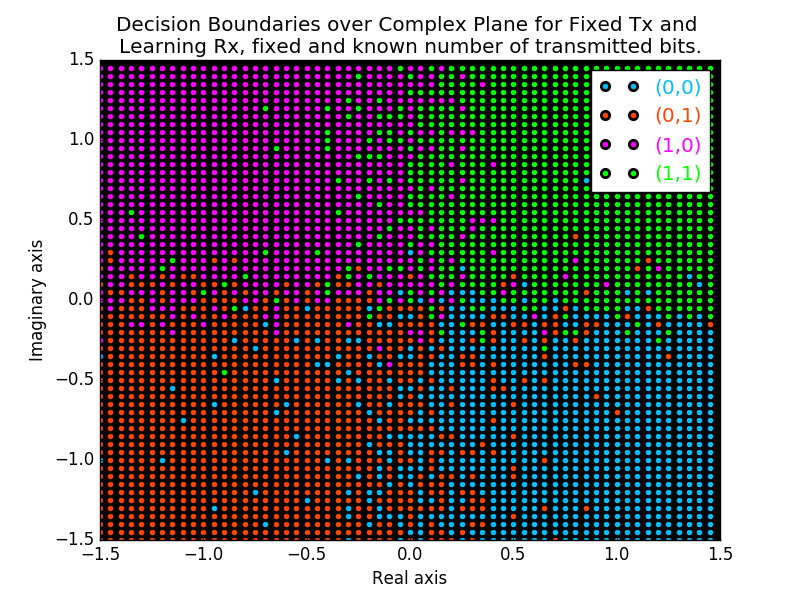 Decision Boundaries over Complex Plane for Fixed Tx and
Learning Rx, fixed and known number of transmitted bits.
1.5
1.0
0.5
0.0
−0.5
−1.0
−1.5
Imaginary axis
(0,0)
(0,1)
(1,0)
(1,1)
−1.5 −1.0 −0.5 0.0 0.5 1.0 1.5
Real axis